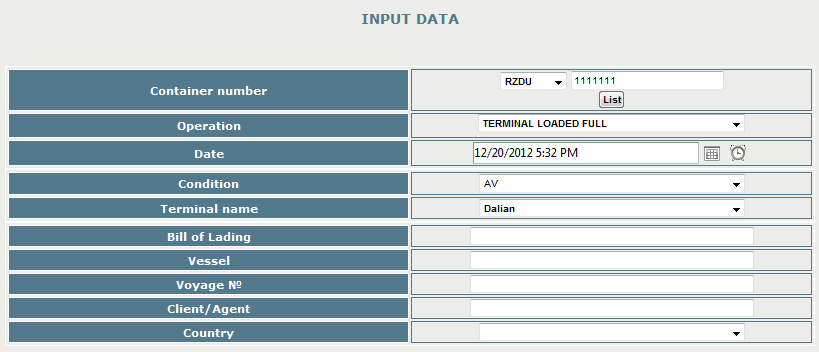 INPUT DATA
Container number RZDU 1111111
List
Operation TERMINAL LOADED FULL
Date 12/20/2012 5:32 PM
Condition AV
Terminal name Dalian
Bill of Lading
Vessel
Voyage №
Client/Agent
Country